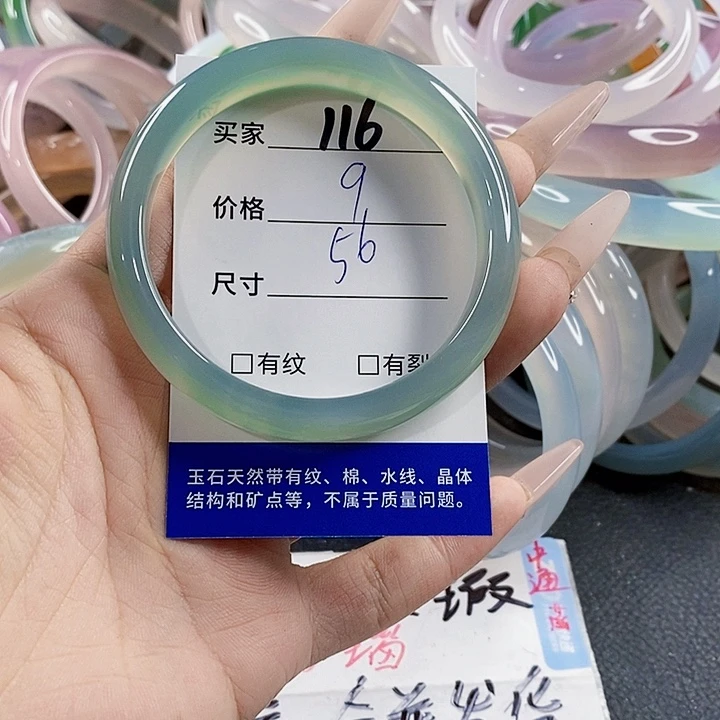 买家 116
价格 9
尺寸 56
□有纹 □有裂
玉石天然带有纹、棉、水线、晶体
结构和矿点等，不属于质量问题。
中
通